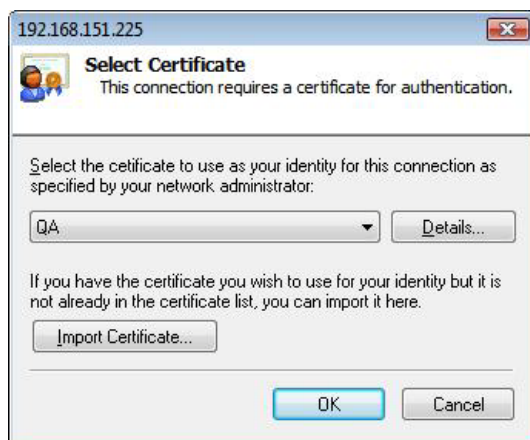 192.168.151.225
Select Certificate
This connection requires a certificate for authentication.
Select the cetificate to use as your identity for this connection as
specified by your network administrator:
QA
Details...
If you have the certificate you wish to use for your identity but it is
not already in the certificate list, you can import it here.
Import Certificate...
OK
Cancel